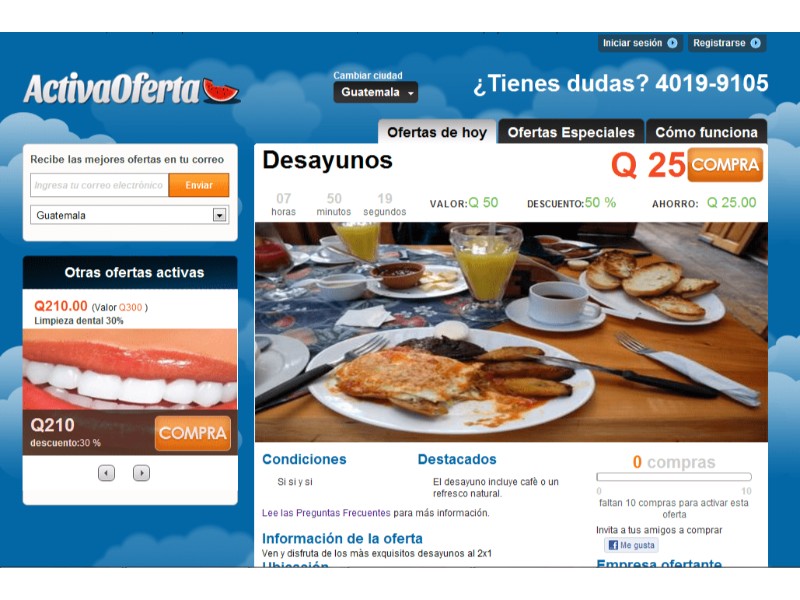 Iniciar sesión
Registrarse
ActivaOferta
Cambiar ciudad
Guatemala
¿Tienes dudas? 4019-9105
Ofertas de hoy
Ofertas Especiales
Cómo funciona
Recibe las mejores ofertas en tu correo
Ingresa tu correo electrónico
Enviar
Guatemala
Otras ofertas activas
Q210.00 (Valor Q300 )
Limpieza dental 30%
Q210
descuento:30 %
COMPRA
Desayunos
Q 25
COMPRA
07 50 19
horas minutos segundos
VALOR:Q 50
DESCUENTO:50 %
AHORRO: Q 25.00
Condiciones
Si si y si
Destacados
El desayuno incluye cafè o un
refresco natural.
Lee las Preguntas Frecuentes para más información.
Información de la oferta
Ven y disfruta de los màs exquisitos desayunos al 2x1
Ubicación
0 compras
0 10
faltan 10 compras para activar esta
oferta
Invita a tus amigos a comprar
Me gusta
Empresa ofertante